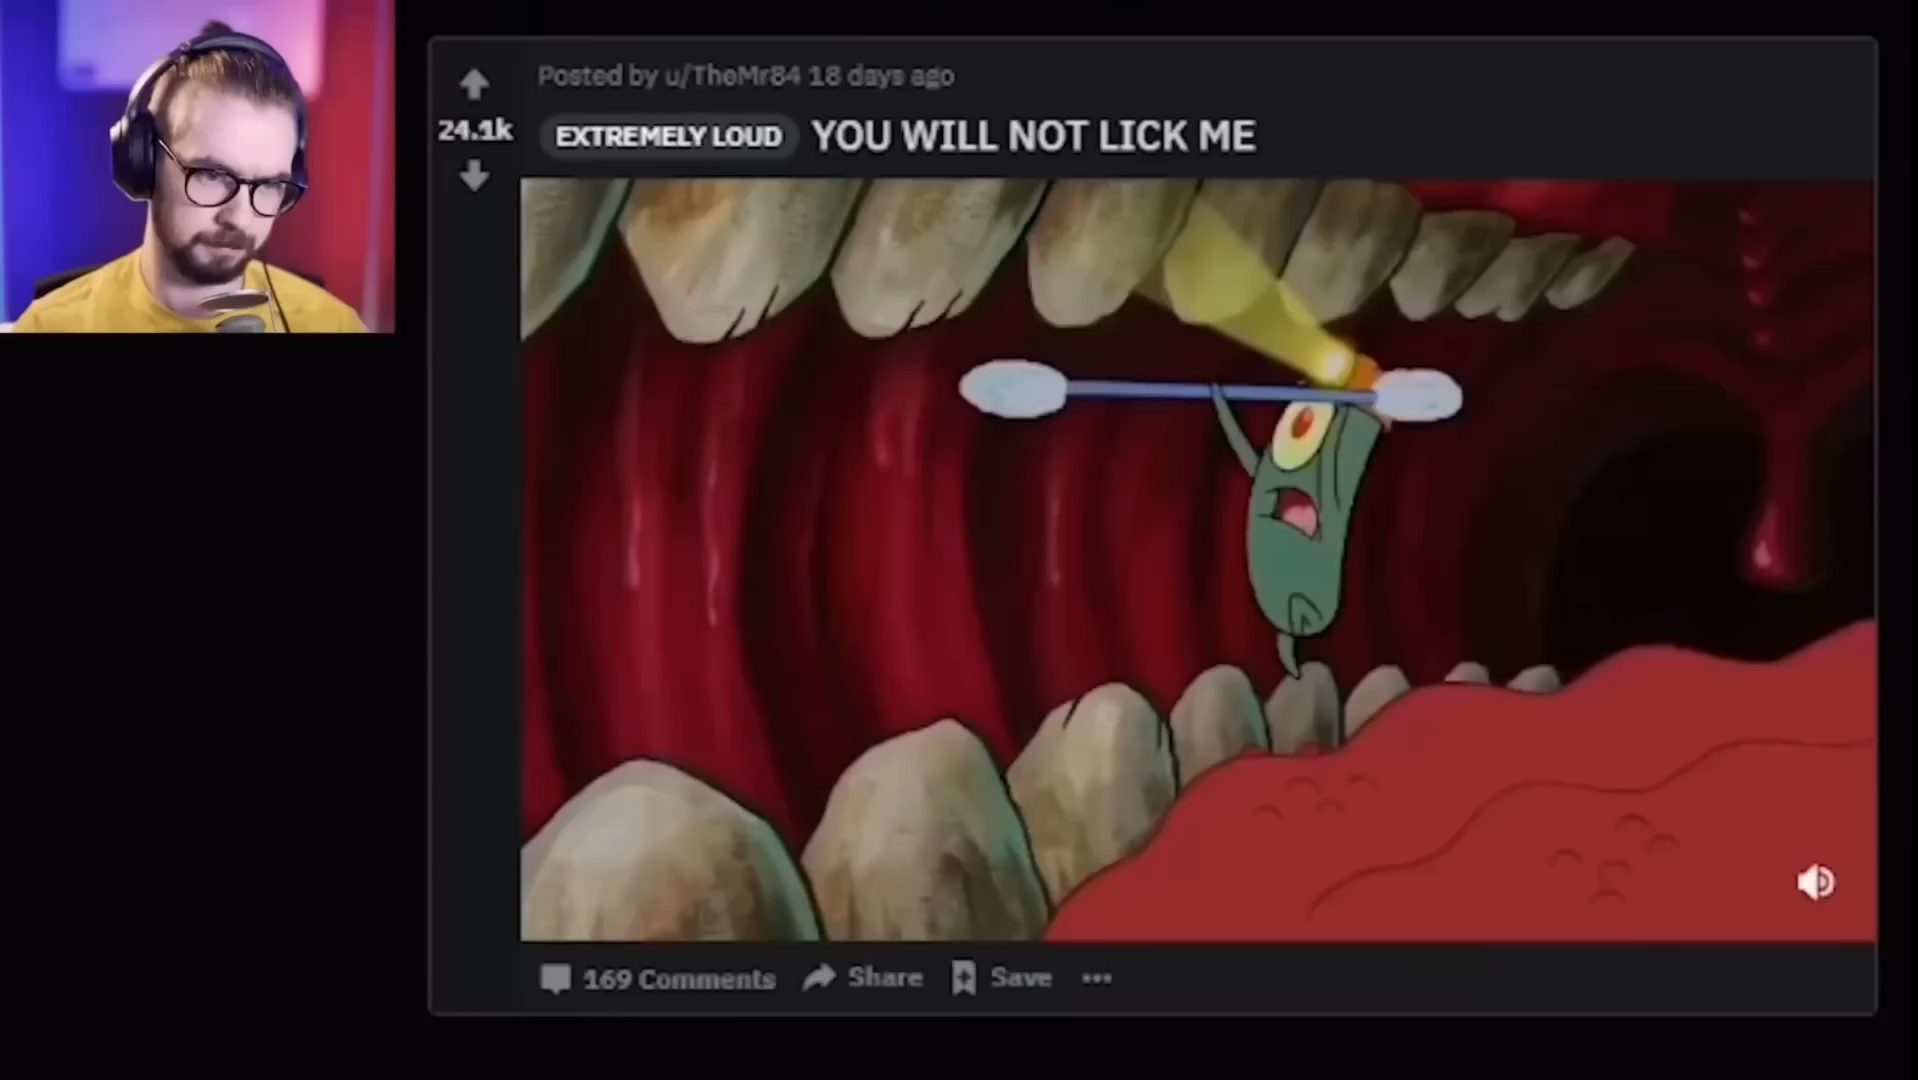 Posted by u/TheMr84 18 days ago
24.1k
EXTREMELY LOUD YOU WILL NOT LICK ME
169 Comments Share Save